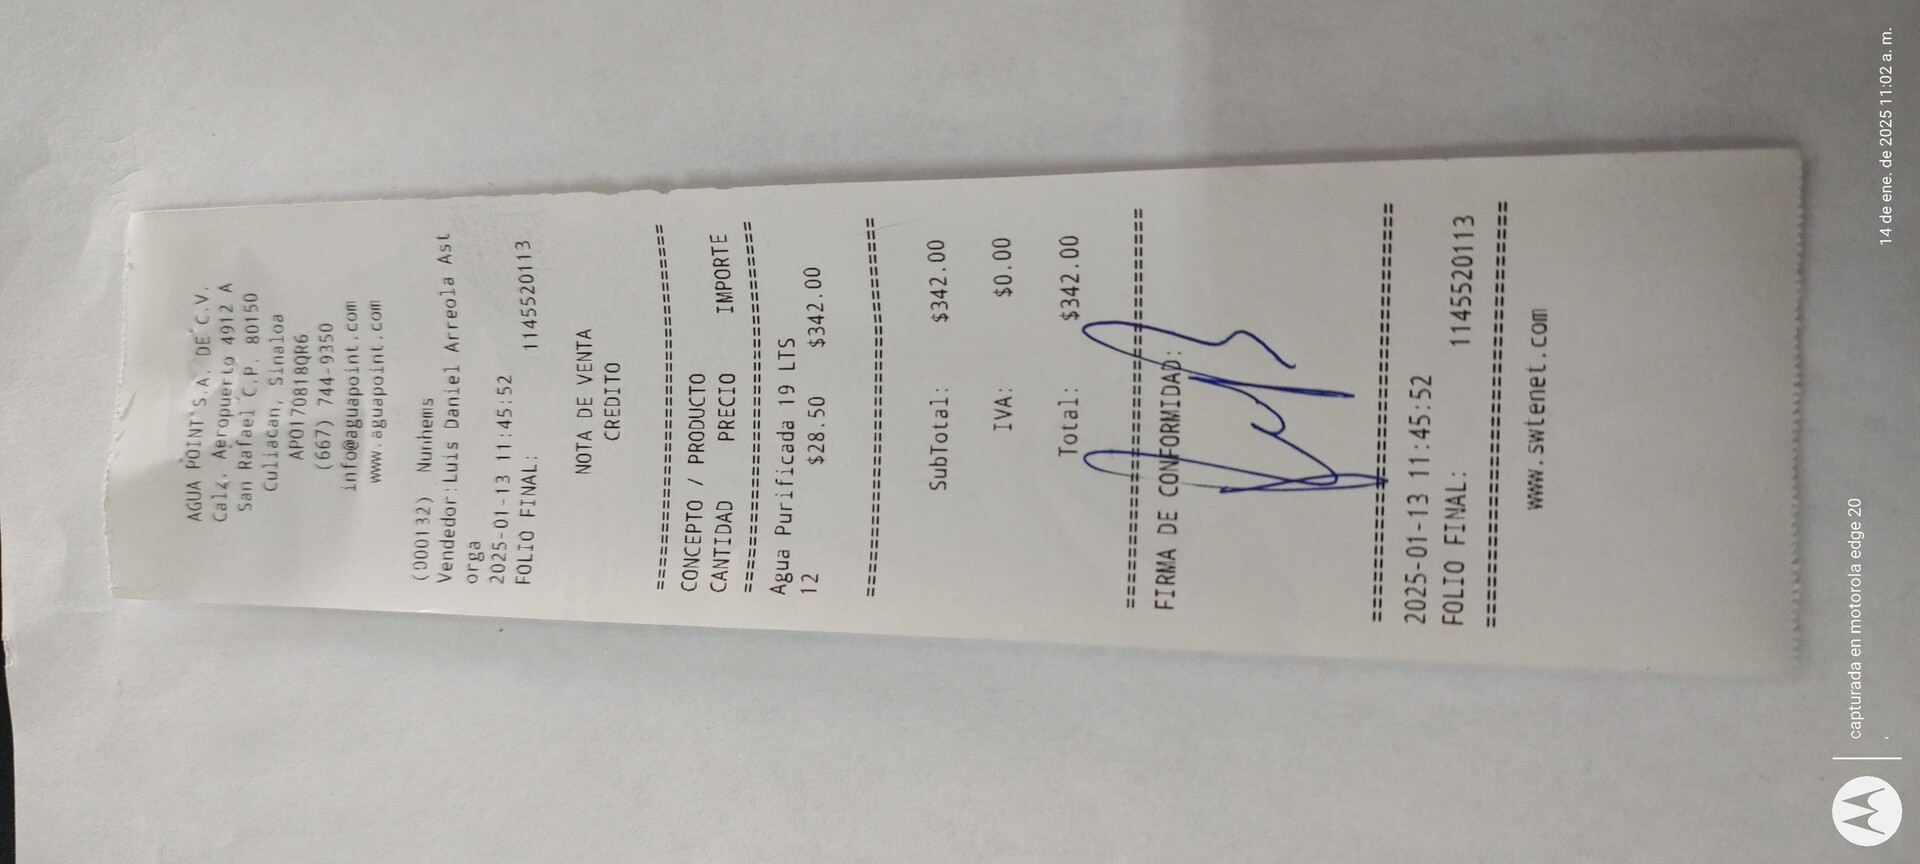 AGUA POINT S.A. DE C.V.
Calz. Aeropuerto 4912 A
San Rafael C.P. 80150
Culiacan, Sinaloa
APO170818QR6
(667) 744-9350
info@aguapoint.com
www.aguapoint.com
(000132) Nunhems
Vendedor:Luis Daniel Arreola Ast
orga
2025-01-13 11:45:52
FOLIO FINAL: 1145520113
NOTA DE VENTA
CREDITO
================================
CONCEPTO / PRODUCTO
CANTIDAD PRECIO IMPORTE
================================
Agua Purificada 19 LTS
12 $28.50 $342.00
================================
SubTotal: $342.00
IVA: $0.00
Total: $342.00
================================
FIRMA DE CONFORMIDAD:
================================
2025-01-13 11:45:52
FOLIO FINAL: 1145520113
================================
www.swtenet.com
capturada en motorola edge 20
14 de ene. de 2025 11:02 a. m.